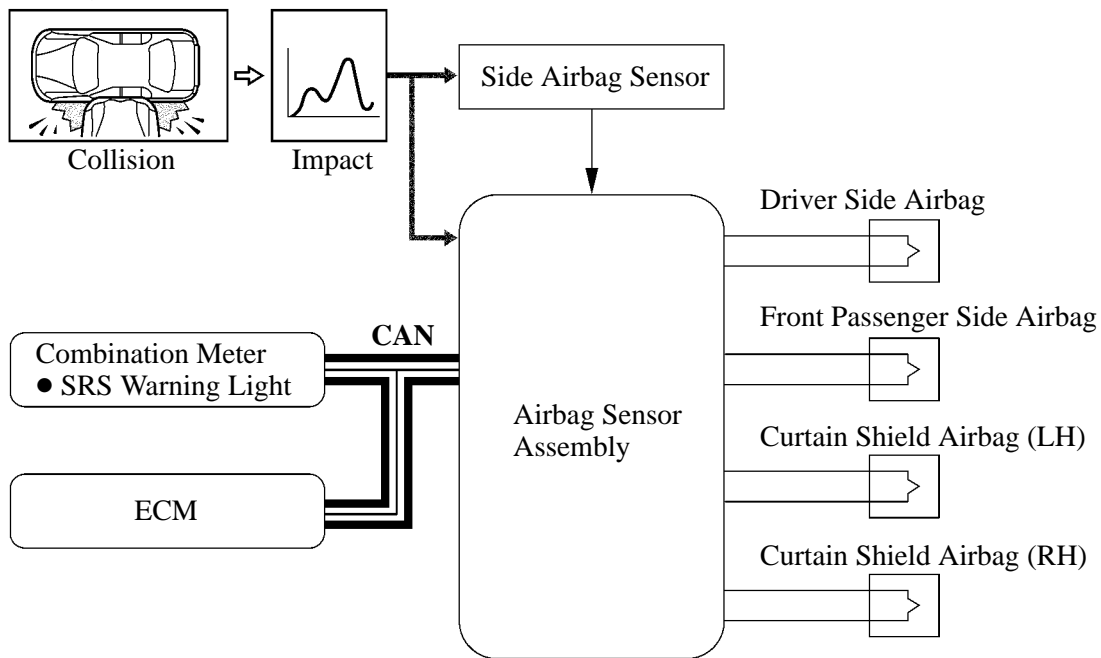 Collision
Impact
Side Airbag Sensor
Driver Side Airbag
Front Passenger Side Airbag
CAN
Combination Meter
● SRS Warning Light
Airbag Sensor
Assembly
Curtain Shield Airbag (LH)
ECM
Curtain Shield Airbag (RH)